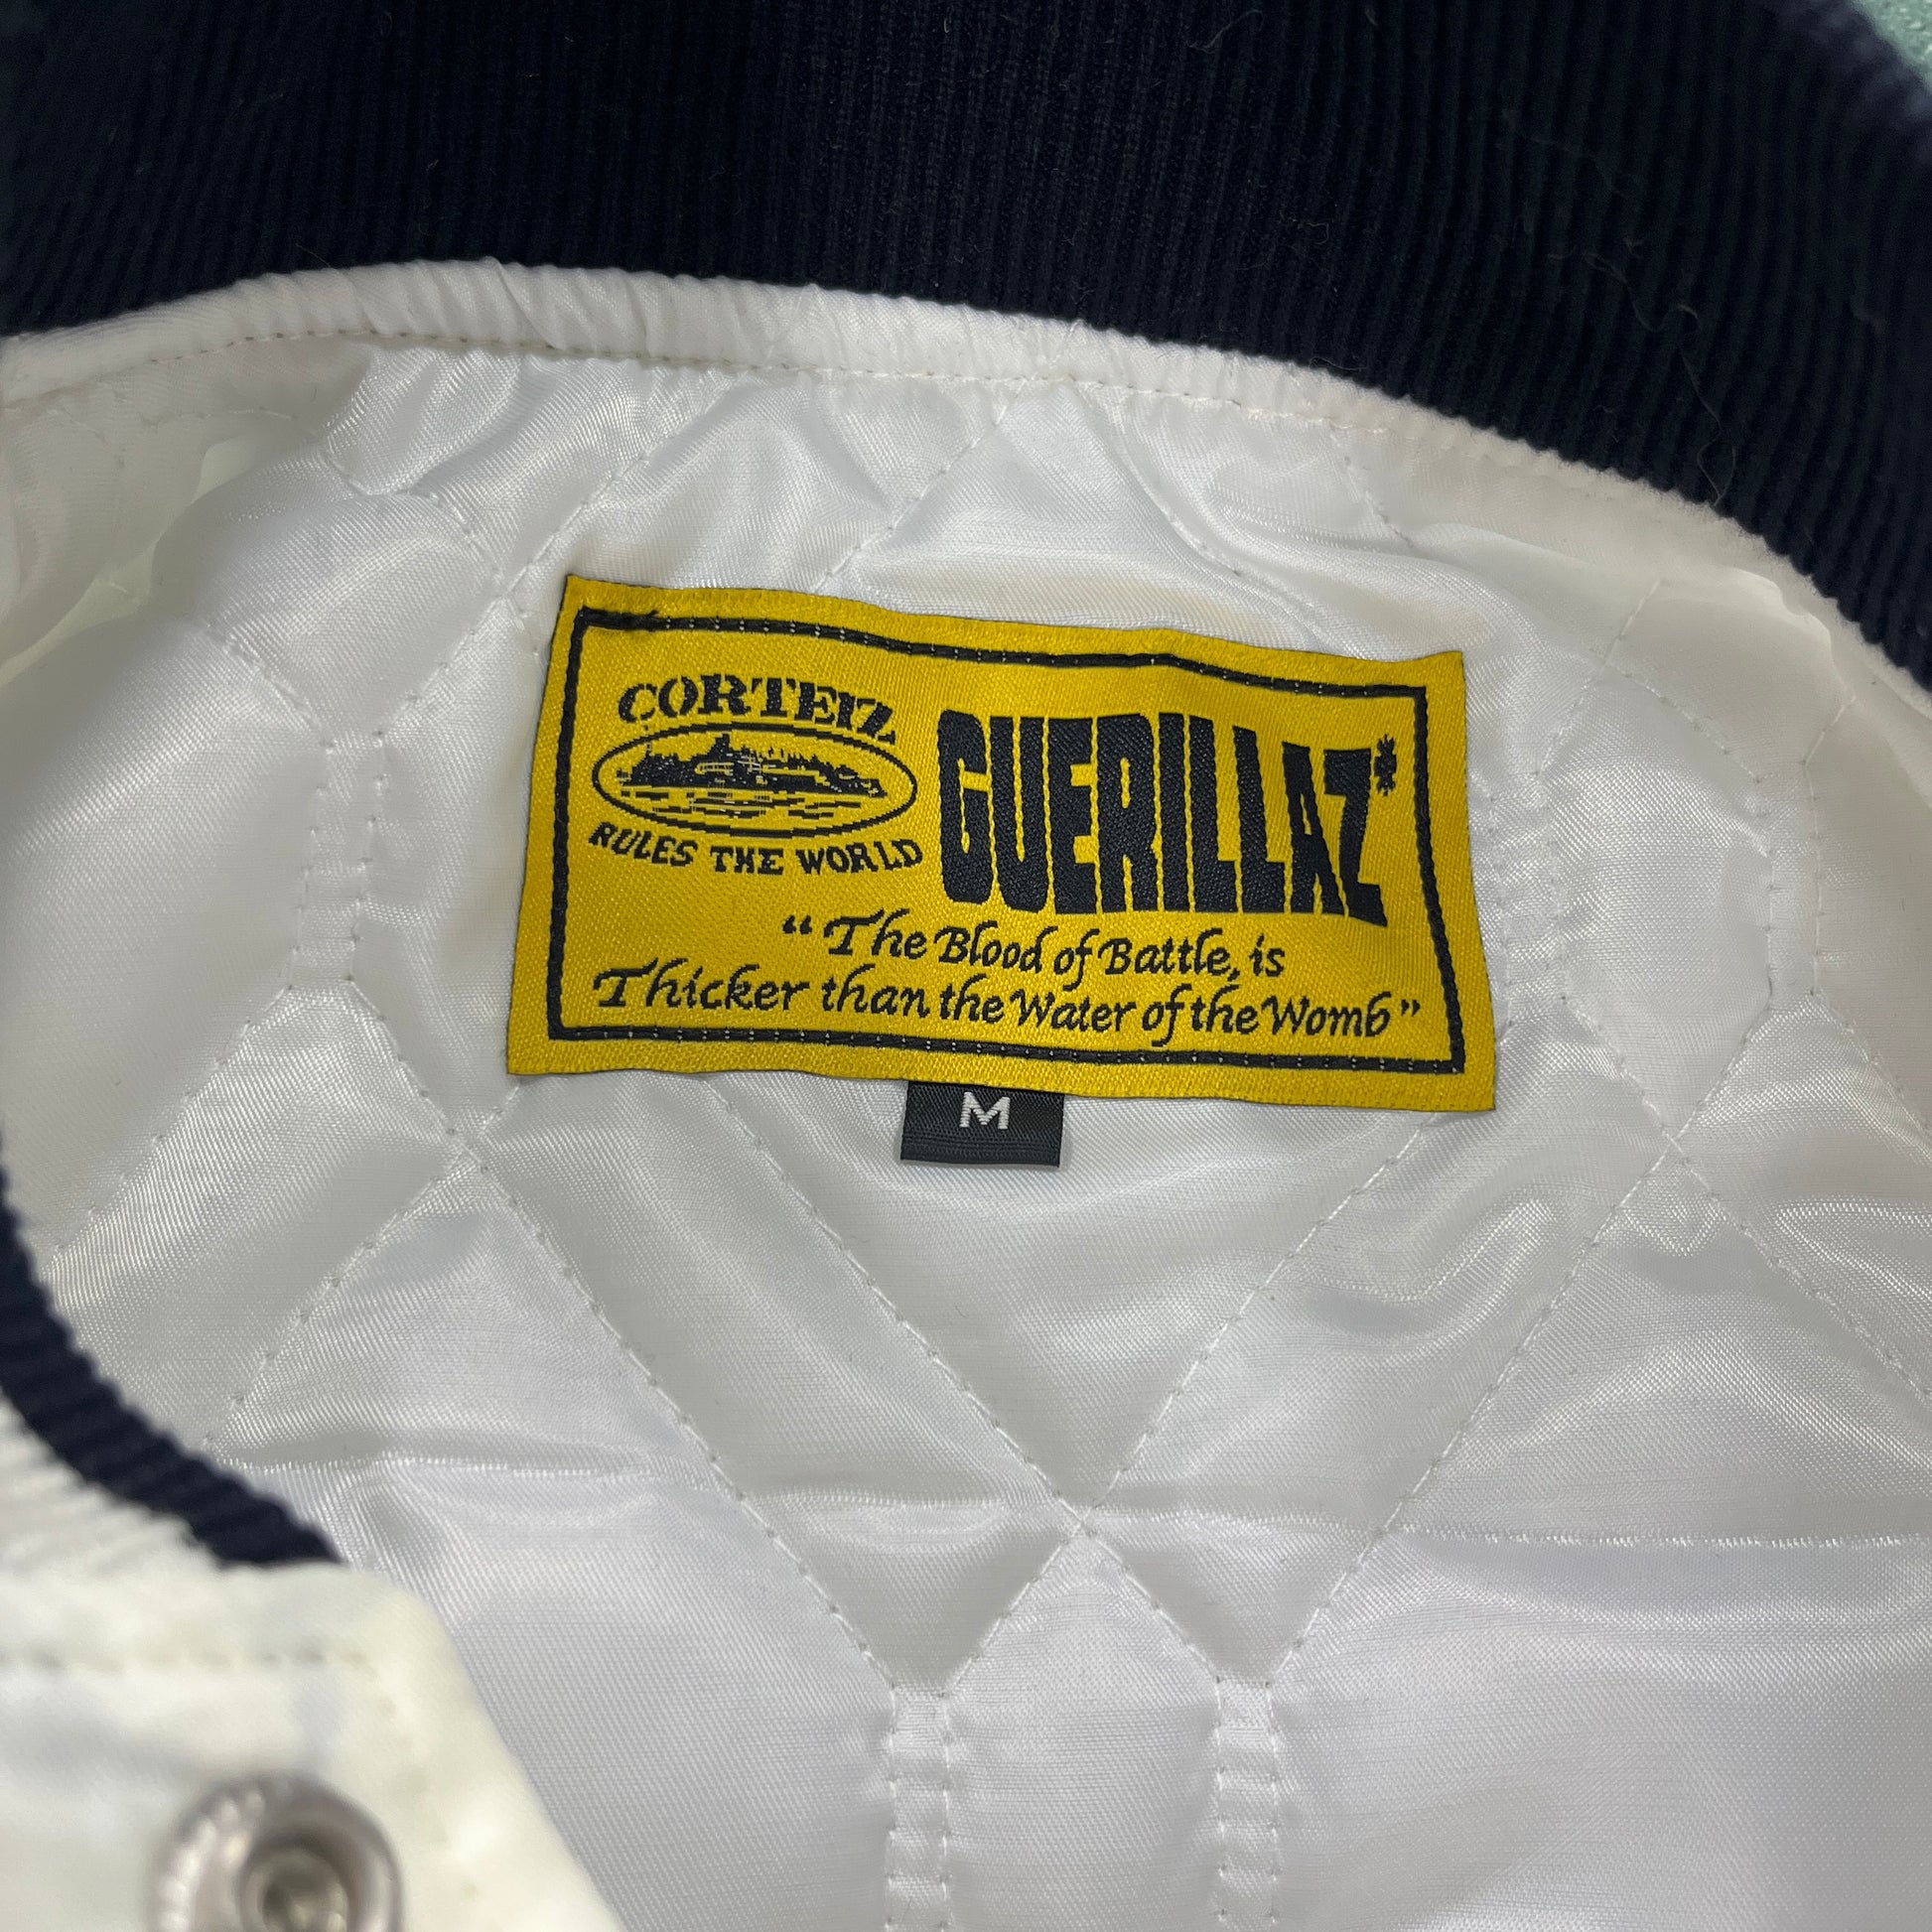 CORTEIZ
RULES THE WORLD
GUERILLAZ*
“The Blood of Battle, is
Thicker than the Water of the Womb”
M